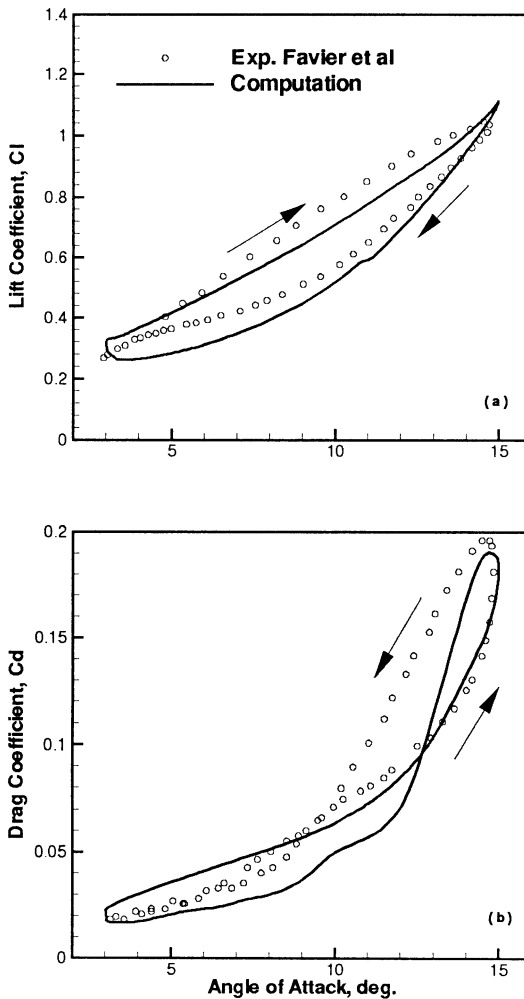 1.4
Exp. Favier et al
Computation
1.2
1
0.8
0.6
0.4
0.2
0
Lift Coefficient, Cl
(a)
5
10
15
0.2
0.15
0.1
0.05
0
Drag Coefficient, Cd
(b)
5
10
15
Angle of Attack, deg.